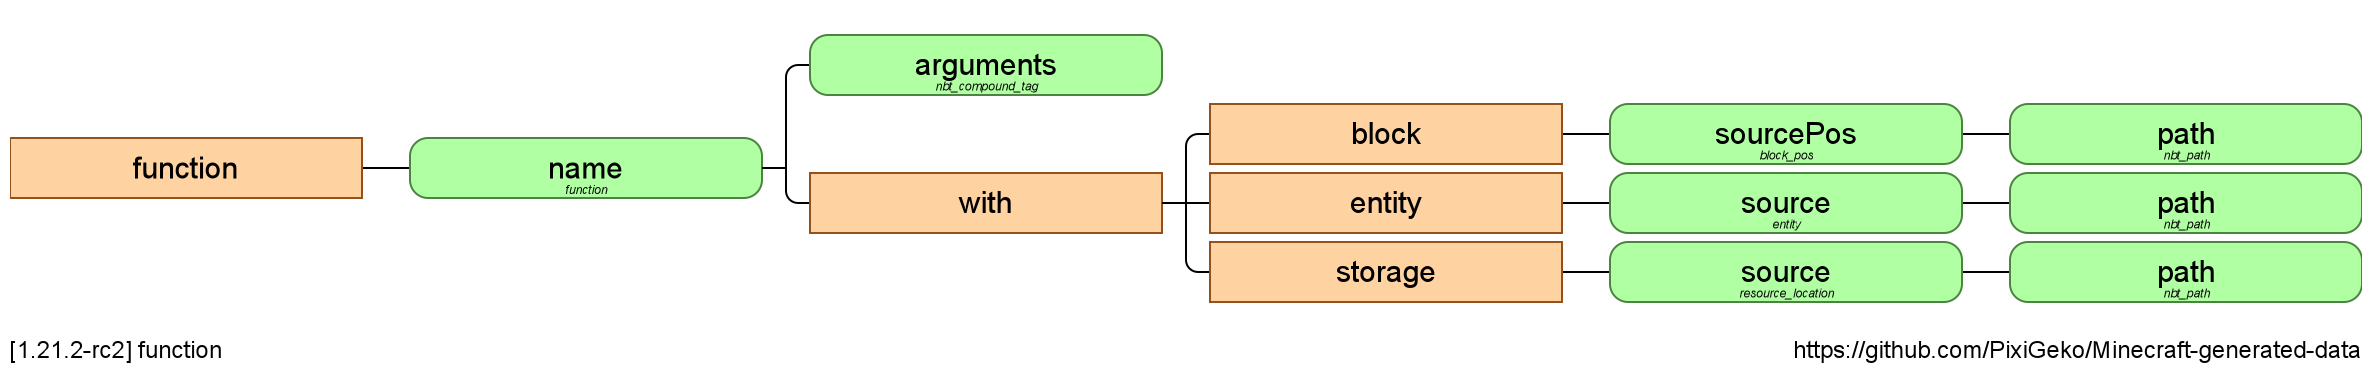 arguments
nbt_compound_tag
block
sourcePos
block_pos
path
nbt_path
function
name
function
with
entity
source
entity
path
nbt_path
storage
source
resource_location
path
nbt_path
[1.21.2-rc2] function
https://github.com/PixiGeko/Minecraft-generated-data